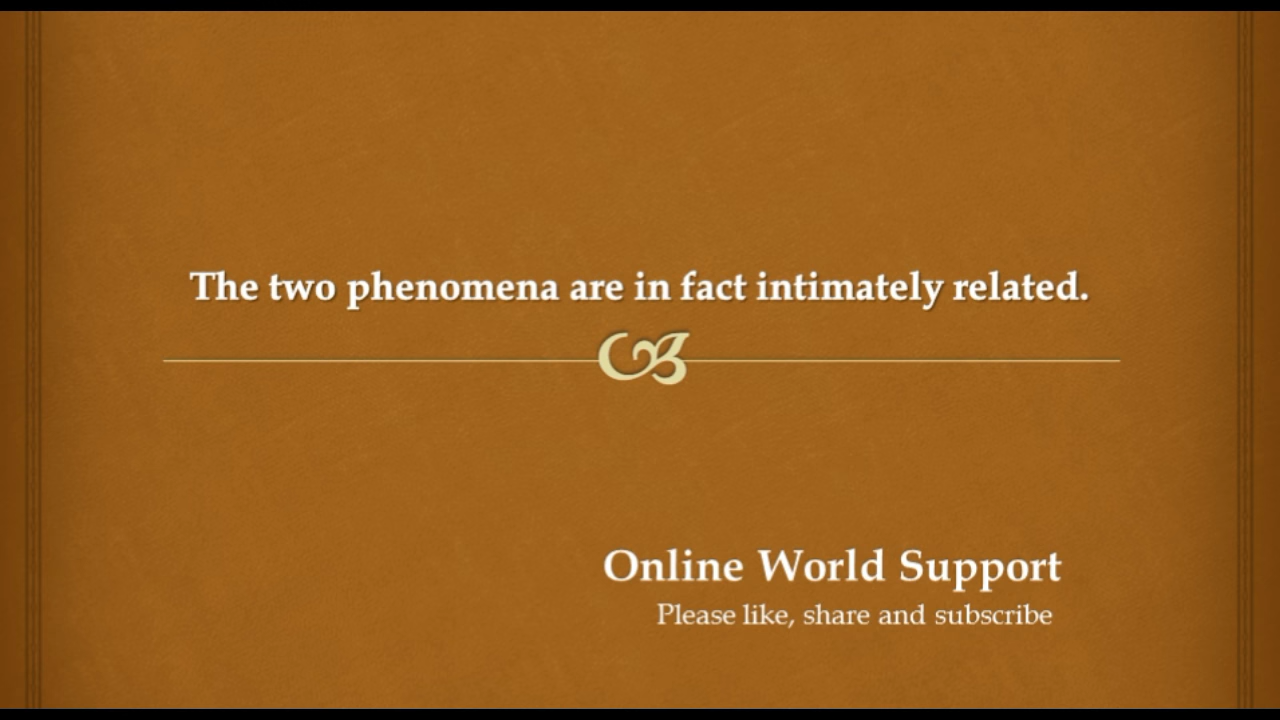 The two phenomena are in fact intimately related.
Online World Support
Please like, share and subscribe